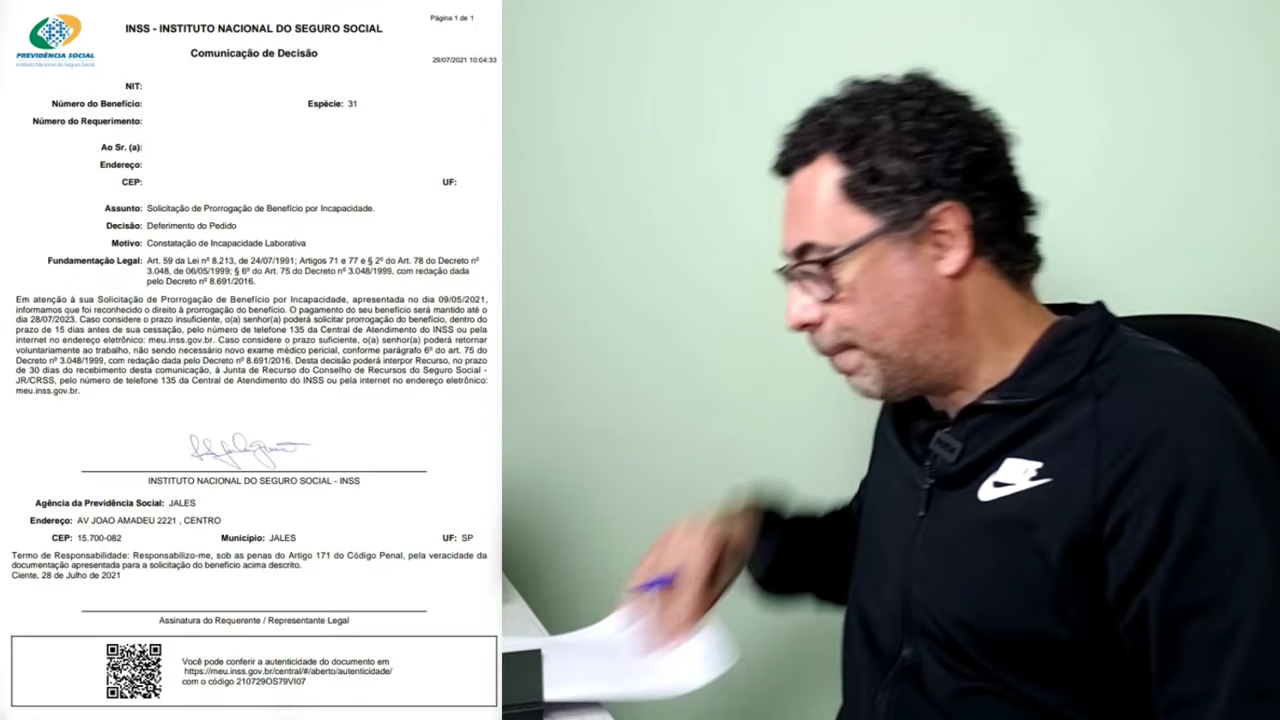 Página 1 de 1
INSS - INSTITUTO NACIONAL DO SEGURO SOCIAL
Comunicação de Decisão
PREVIDÊNCIA SOCIAL
Instituto Nacional do Seguro Social
29/07/2021 10:04:33
NIT:
Número do Benefício: Espécie: 31
Número do Requerimento:
Ao Sr. (a):
Endereço:
CEP: UF:
Assunto: Solicitação de Prorrogação de Benefício por Incapacidade.
Decisão: Deferimento do Pedido
Motivo: Constatação de Incapacidade Laborativa
Fundamentação Legal: Art. 59 da Lei nº 8.213, de 24/07/1991; Artigos 71 e 77 e § 2º do Art. 78 do Decreto nº
3.048, de 06/05/1999; § 6º do Art. 75 do Decreto nº 3.048/1999, com redação dada
pelo Decreto nº 8.691/2016.
Em atenção à sua Solicitação de Prorrogação de Benefício por Incapacidade, apresentada no dia 09/05/2021,
informamos que foi reconhecido o direito à prorrogação do benefício. O pagamento do seu benefício será mantido até o
dia 28/07/2023. Caso considere o prazo insuficiente, o(a) senhor(a) poderá solicitar prorrogação do benefício, dentro do
prazo de 15 dias antes de sua cessação, pelo número de telefone 135 da Central de Atendimento do INSS ou pela
internet no endereço eletrônico: meu.inss.gov.br. Caso considere o prazo suficiente, o(a) senhor(a) poderá retornar
voluntariamente ao trabalho, não sendo necessário novo exame médico pericial, conforme parágrafo 6º do art. 75 do
Decreto nº 3.048/1999, com redação dada pelo Decreto nº 8.691/2016. Desta decisão poderá interpor Recurso, no prazo
de 30 dias do recebimento desta comunicação, à Junta de Recurso do Conselho de Recursos do Seguro Social -
JR/CRSS, pelo número de telefone 135 da Central de Atendimento do INSS ou pela internet no endereço eletrônico:
meu.inss.gov.br.
INSTITUTO NACIONAL DO SEGURO SOCIAL - INSS
Agência da Previdência Social: JALES
Endereço: AV JOAO AMADEU 2221 , CENTRO
CEP: 15.700-082 Município: JALES UF: SP
Termo de Responsabilidade: Responsabilizo-me, sob as penas do Artigo 171 do Código Penal, pela veracidade da
documentação apresentada para a solicitação do benefício acima descrito.
Ciente, 28 de Julho de 2021
Assinatura do Requerente / Representante Legal
Você pode conferir a autenticidade do documento em
https://meu.inss.gov.br/central/#/aberto/autenticidade/
com o código 210729OS79VI07